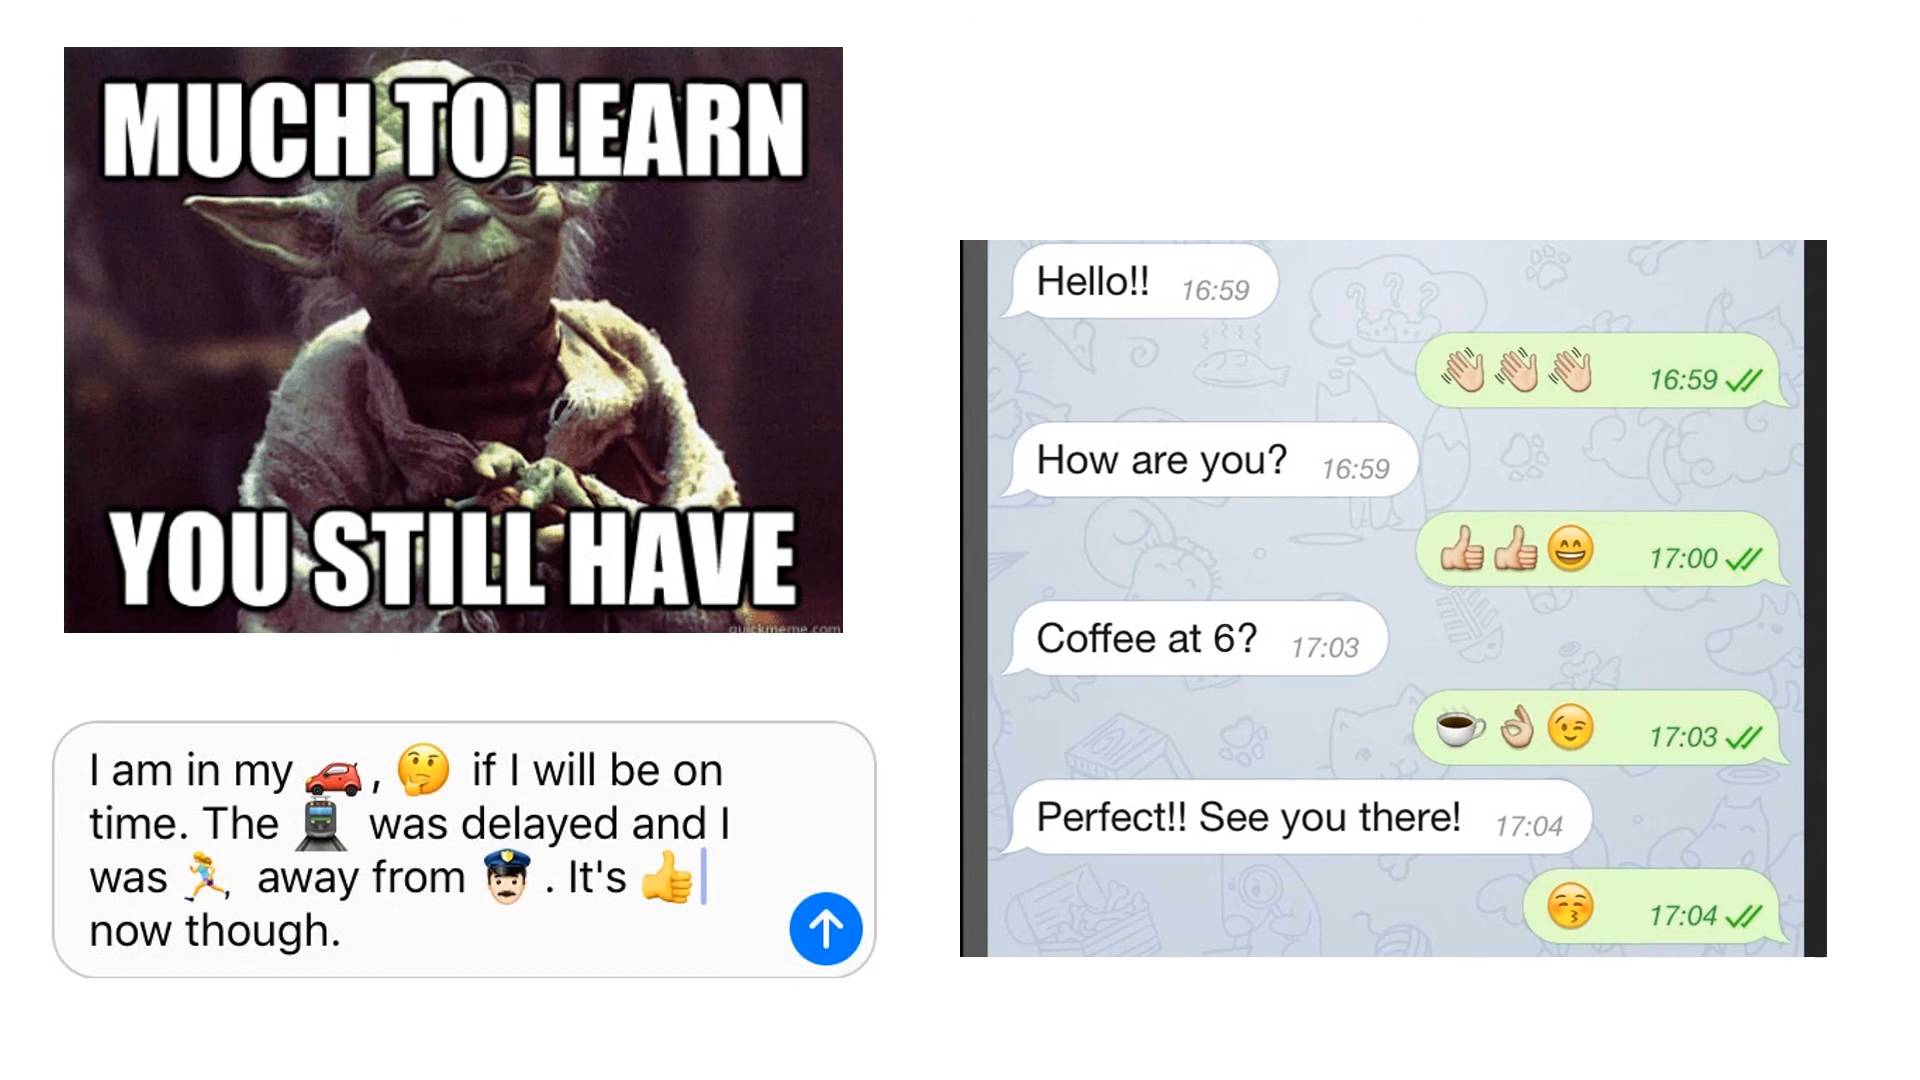 MUCH TO LEARN
YOU STILL HAVE
quickmeme.com
I am in my 🚗, 🤔 if I will be on
time. The 🚊 was delayed and I
was 🏃‍♀️ away from 👮🏻‍♂️. It's 👍
now though.
Hello!! 16:59
👋🏼👋🏼👋🏼 16:59
How are you? 16:59
👍🏼👍🏼😄 17:00
Coffee at 6? 17:03
☕👌🏼😉 17:03
Perfect!! See you there! 17:04
😚 17:04